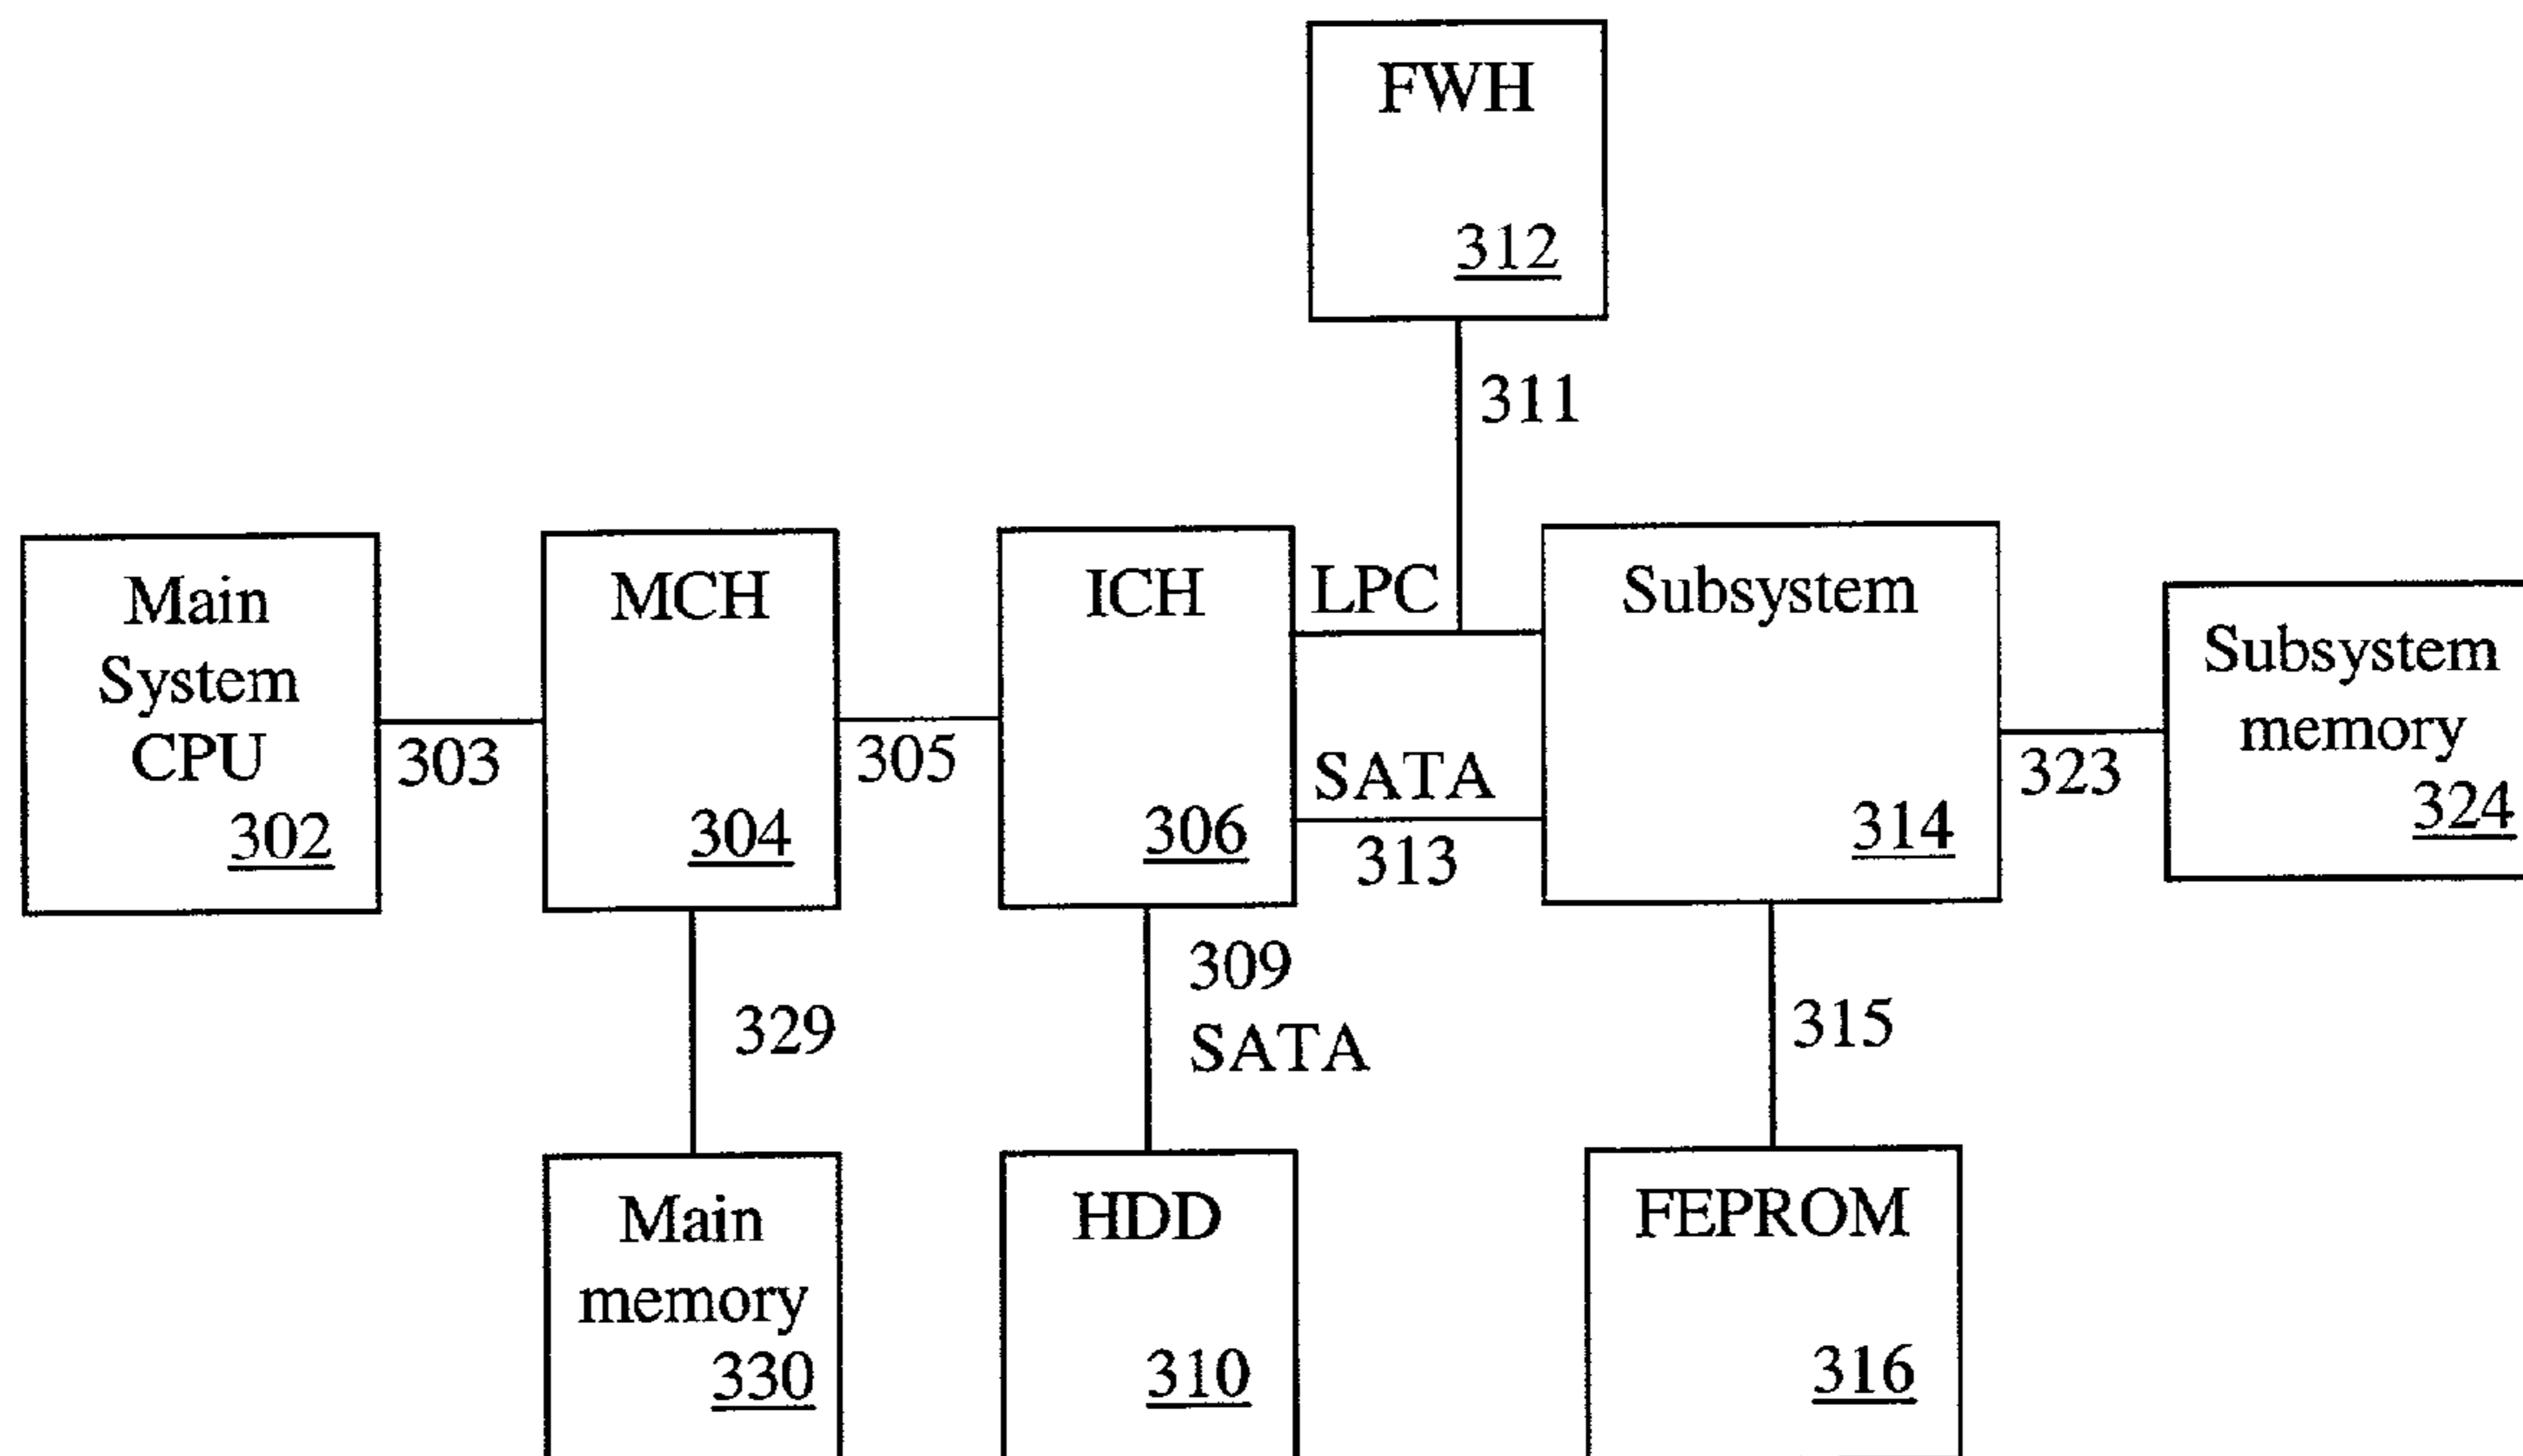 FWH
312
311
Main
System
CPU
302
303
MCH
304
305
ICH
306
LPC
SATA
313
Subsystem
314
323
Subsystem
memory
324
329
309
SATA
315
Main
memory
330
HDD
310
FEPROM
316